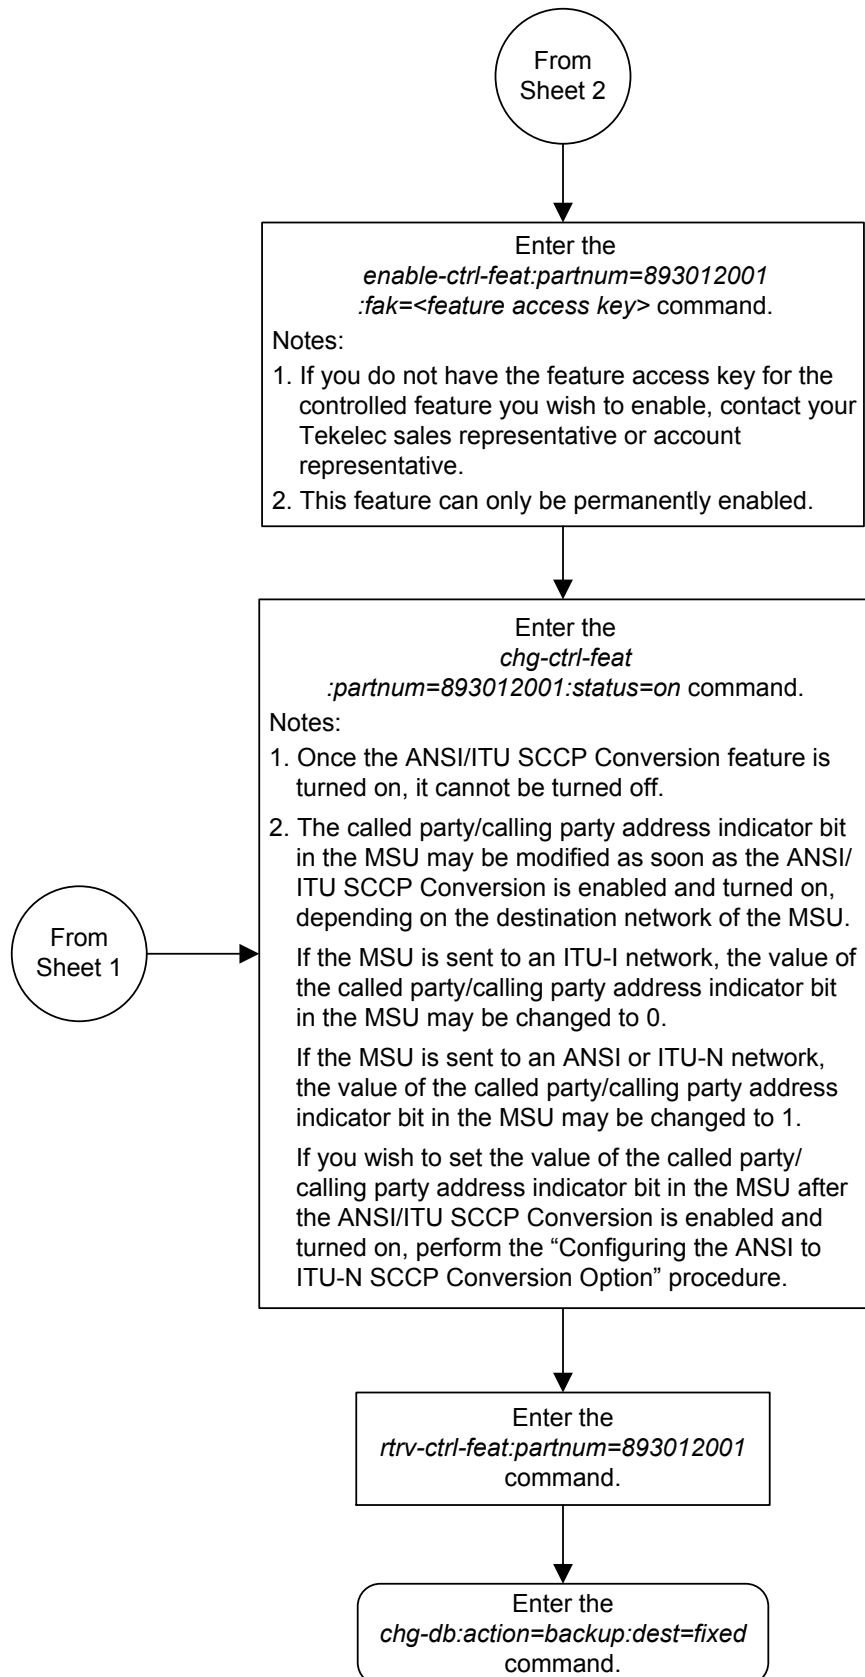 From
Sheet 2
Enter the
enable-ctrl-feat:partnum=893012001
:fak=<feature access key> command.
Notes:
1. If you do not have the feature access key for the
controlled feature you wish to enable, contact your
Tekelec sales representative or account
representative.
2. This feature can only be permanently enabled.
Enter the
chg-ctrl-feat
:partnum=893012001:status=on command.
Notes:
1. Once the ANSI/ITU SCCP Conversion feature is
turned on, it cannot be turned off.
2. The called party/calling party address indicator bit
in the MSU may be modified as soon as the ANSI/
ITU SCCP Conversion is enabled and turned on,
depending on the destination network of the MSU.
If the MSU is sent to an ITU-I network, the value of
the called party/calling party address indicator bit
in the MSU may be changed to 0.
If the MSU is sent to an ANSI or ITU-N network,
the value of the called party/calling party address
indicator bit in the MSU may be changed to 1.
If you wish to set the value of the called party/
calling party address indicator bit in the MSU after
the ANSI/ITU SCCP Conversion is enabled and
turned on, perform the “Configuring the ANSI to
ITU-N SCCP Conversion Option” procedure.
From
Sheet 1
Enter the
rtrv-ctrl-feat:partnum=893012001
command.
Enter the
chg-db:action=backup:dest=fixed
command.